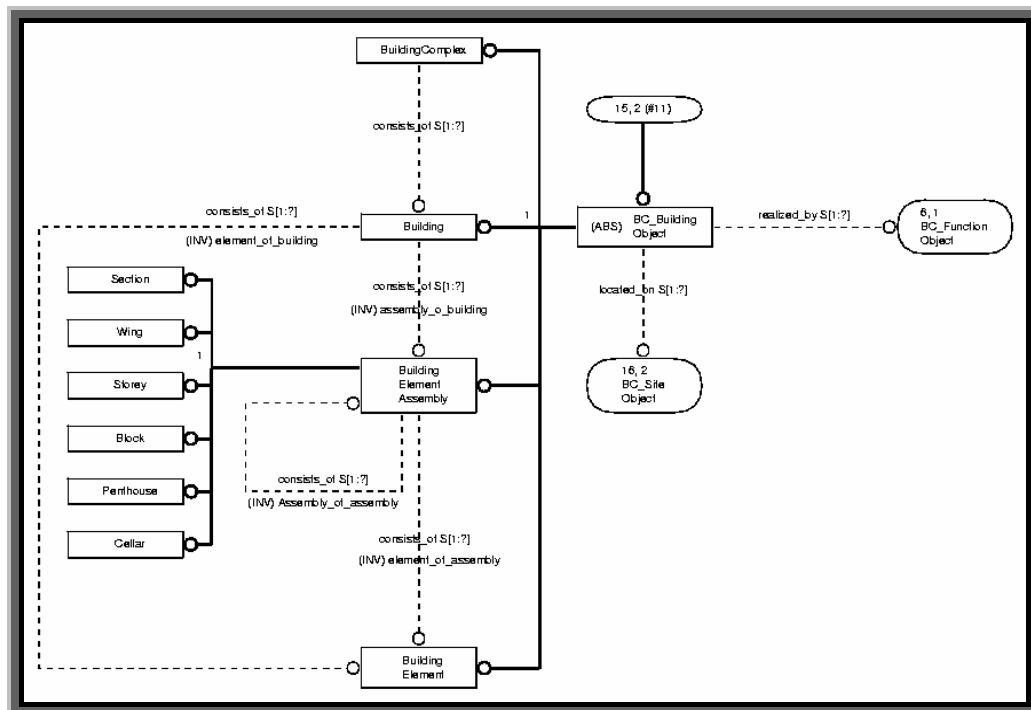 BuildingComplex
15, 2 (#11)
consists_of S[1:?]
consists_of S[1:?]
1
(ABS) BC_Building
Object
realized_by S[1:?]
6, 1
BC_Function
Object
Building
(INV) element_of_building
Section
consists_of S[1:?]
located_on S[1:?]
(INV) assembly_o_building
Wing
1
Storey
Building
Element
Assembly
16, 2
BC_Site
Object
Block
consists_of S[1:?]
Penthouse
(INV) Assembly_of_assembly
Cellar
consists_of S[1:?]
(INV) element_of_assembly
Building
Element